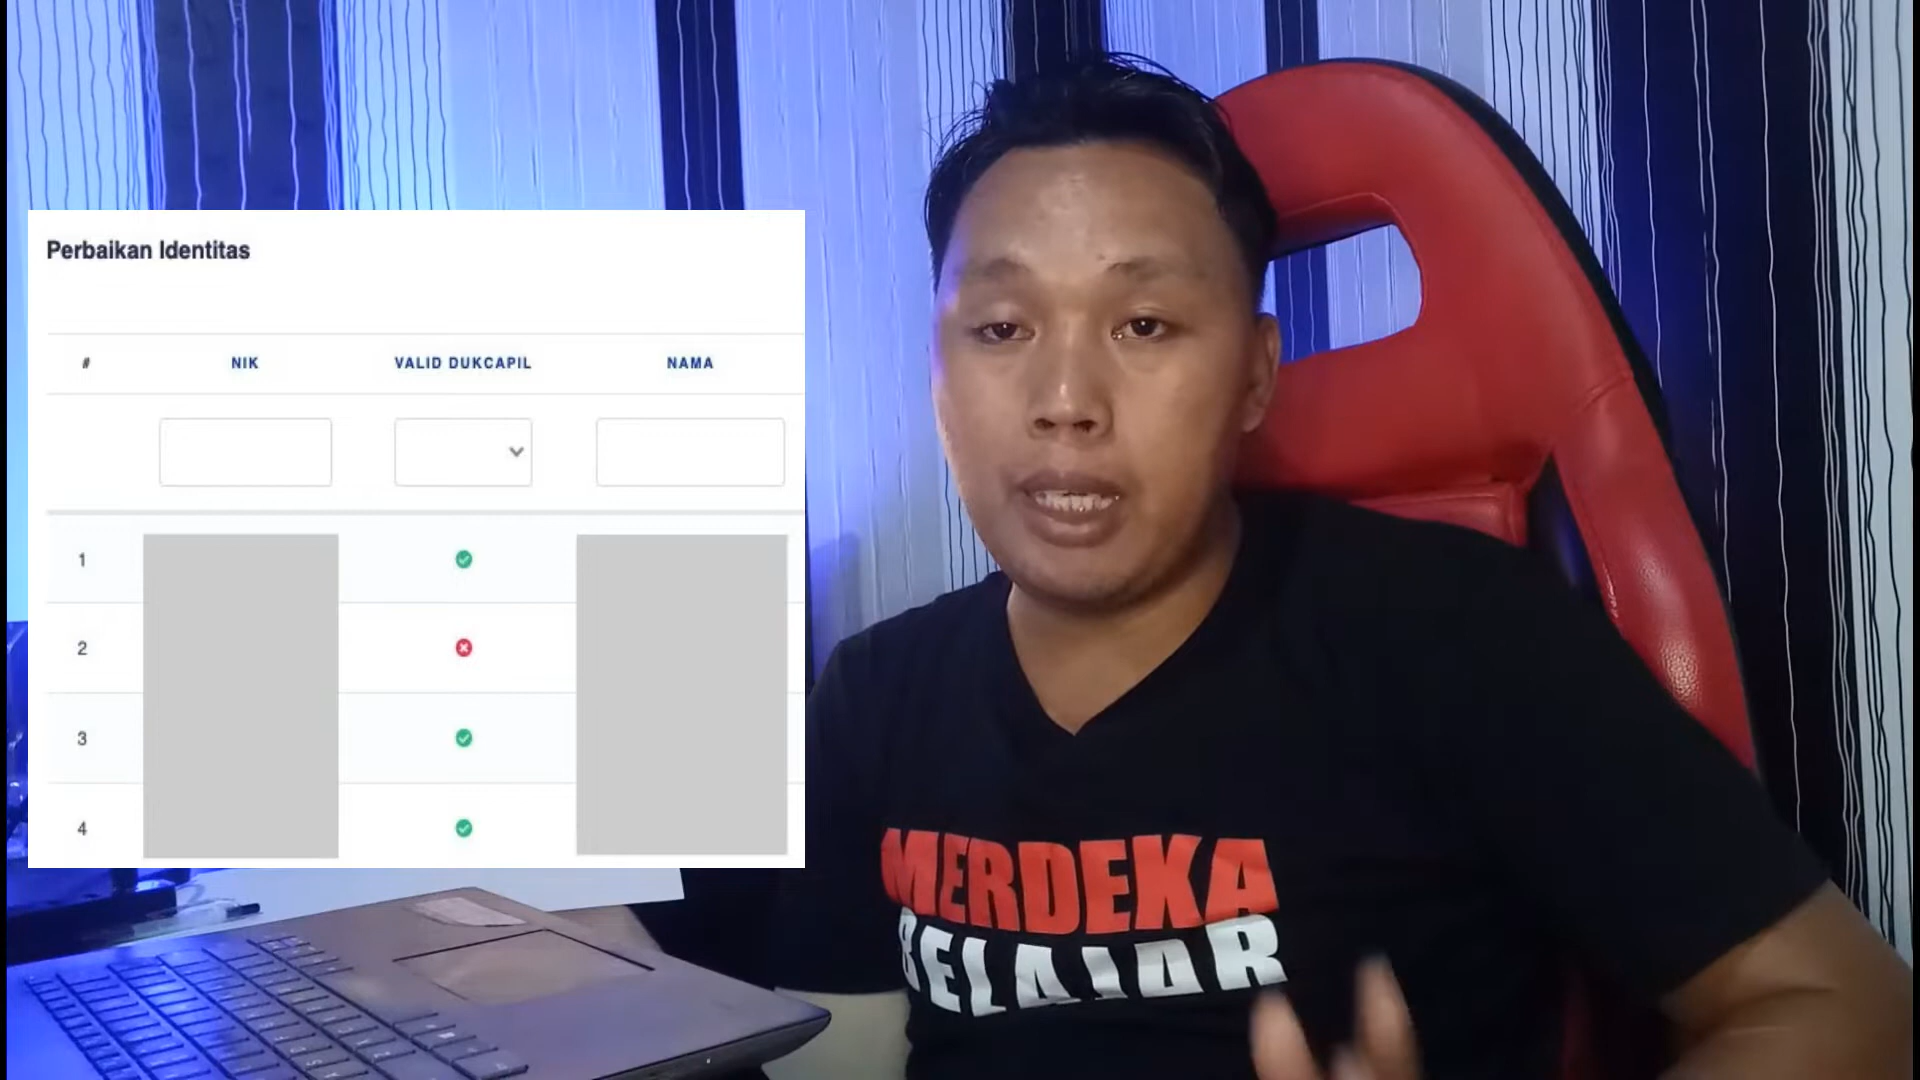 Perbaikan Identitas
# NIK VALID DUKCAPIL NAMA
1
2
3
4
MERDEKA
BELAJAR